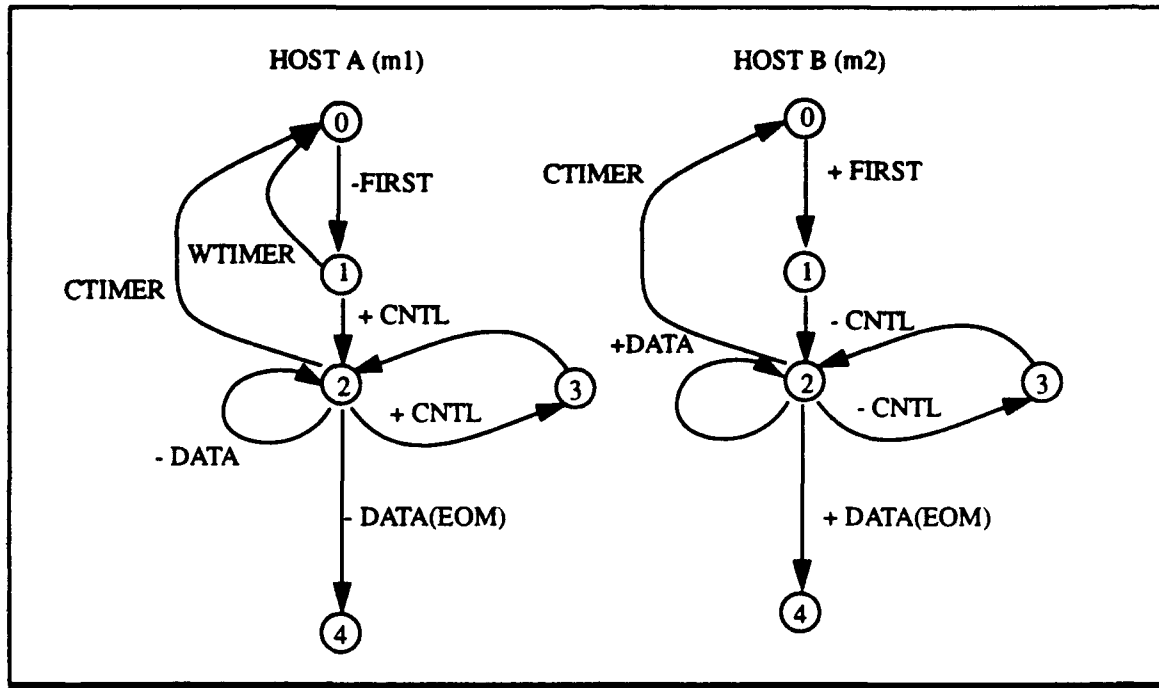 HOST A (m1)
0
-FIRST
WTIMER
1
CTIMER
+ CNTL
2
3
+ CNTL
- DATA
- DATA(EOM)
4
HOST B (m2)
0
CTIMER
+ FIRST
1
- CNTL
+DATA
2
3
- CNTL
+ DATA(EOM)
4